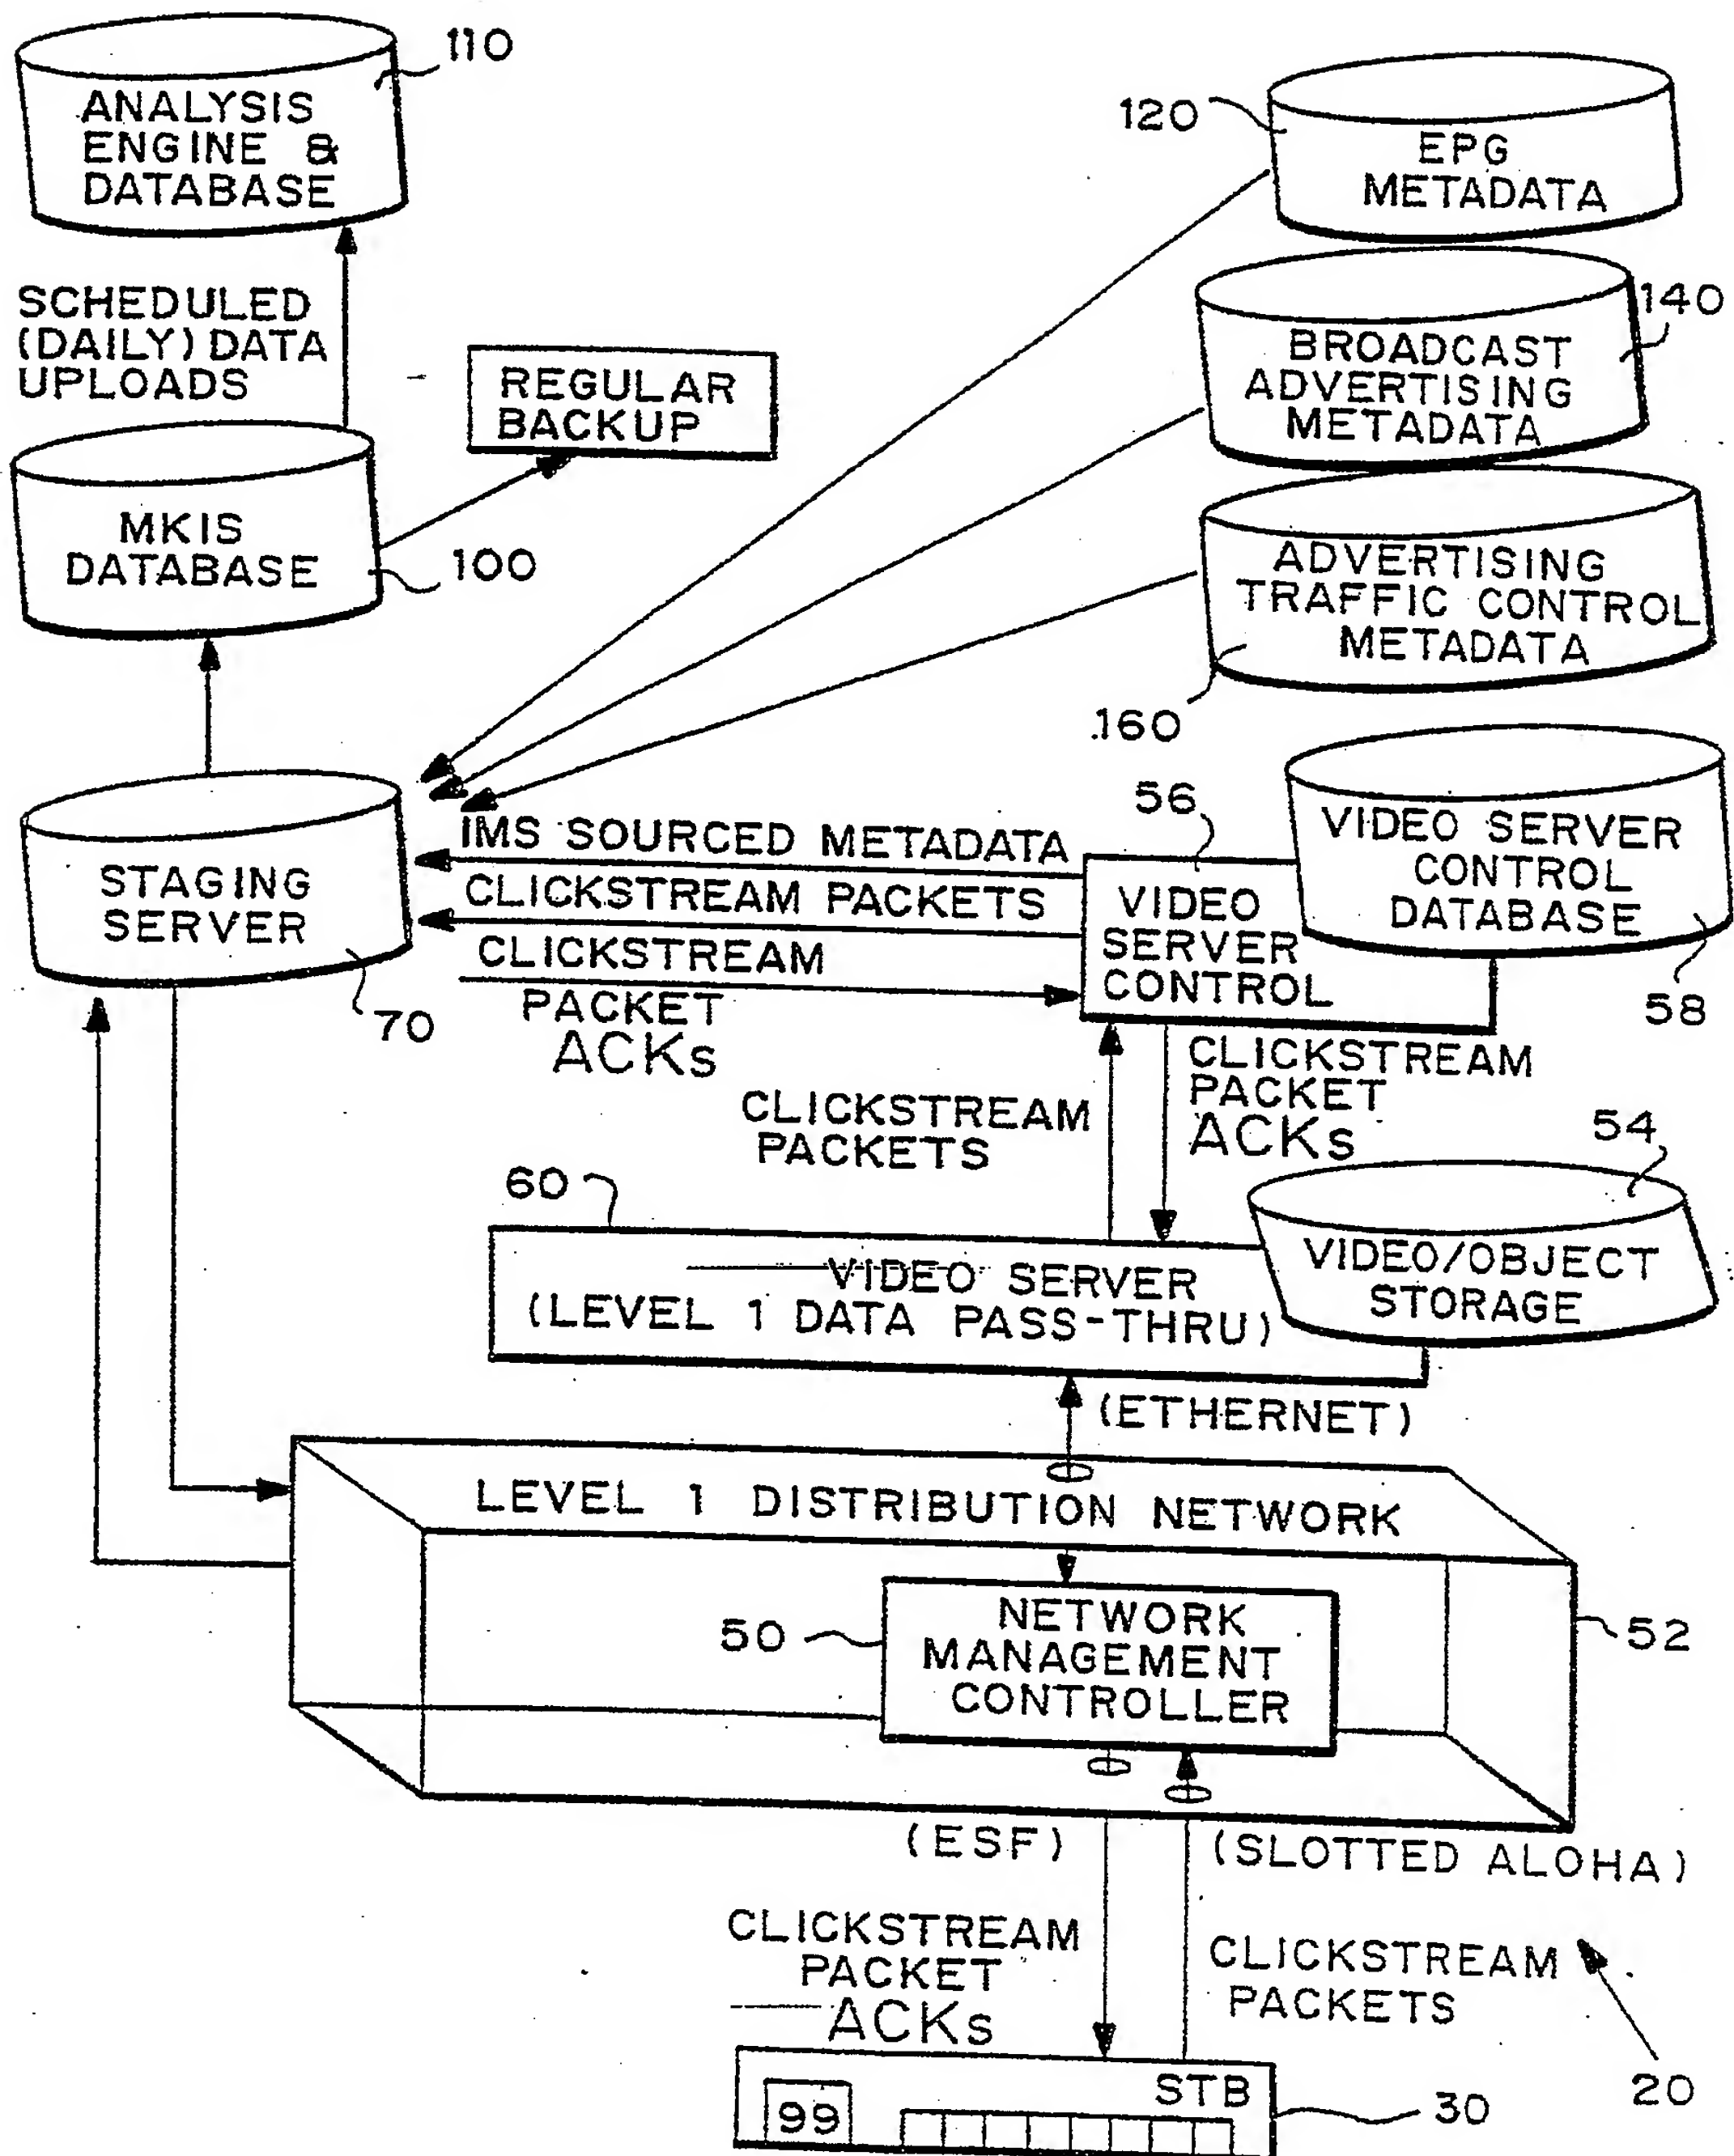 110
ANALYSIS
ENGINE &
DATABASE
120
EPG
METADATA
SCHEDULED
(DAILY) DATA
UPLOADS
REGULAR
BACKUP
140
BROADCAST
ADVERTISING
METADATA
MKIS
DATABASE
100
ADVERTISING
TRAFFIC CONTROL
METADATA
160
STAGING
SERVER
70
IMS SOURCED METADATA
CLICKSTREAM PACKETS
CLICKSTREAM
PACKET
ACKs
56
VIDEO
SERVER
CONTROL
VIDEO SERVER
CONTROL
DATABASE
58
CLICKSTREAM
PACKETS
CLICKSTREAM
PACKET
ACKs
54
60
VIDEO SERVER
(LEVEL 1 DATA PASS-THRU)
VIDEO/OBJECT
STORAGE
(ETHERNET)
LEVEL 1 DISTRIBUTION NETWORK
50
NETWORK
MANAGEMENT
CONTROLLER
52
(ESF)
(SLOTTED ALOHA)
CLICKSTREAM
PACKET
ACKs
CLICKSTREAM
PACKETS
20
STB
99
30